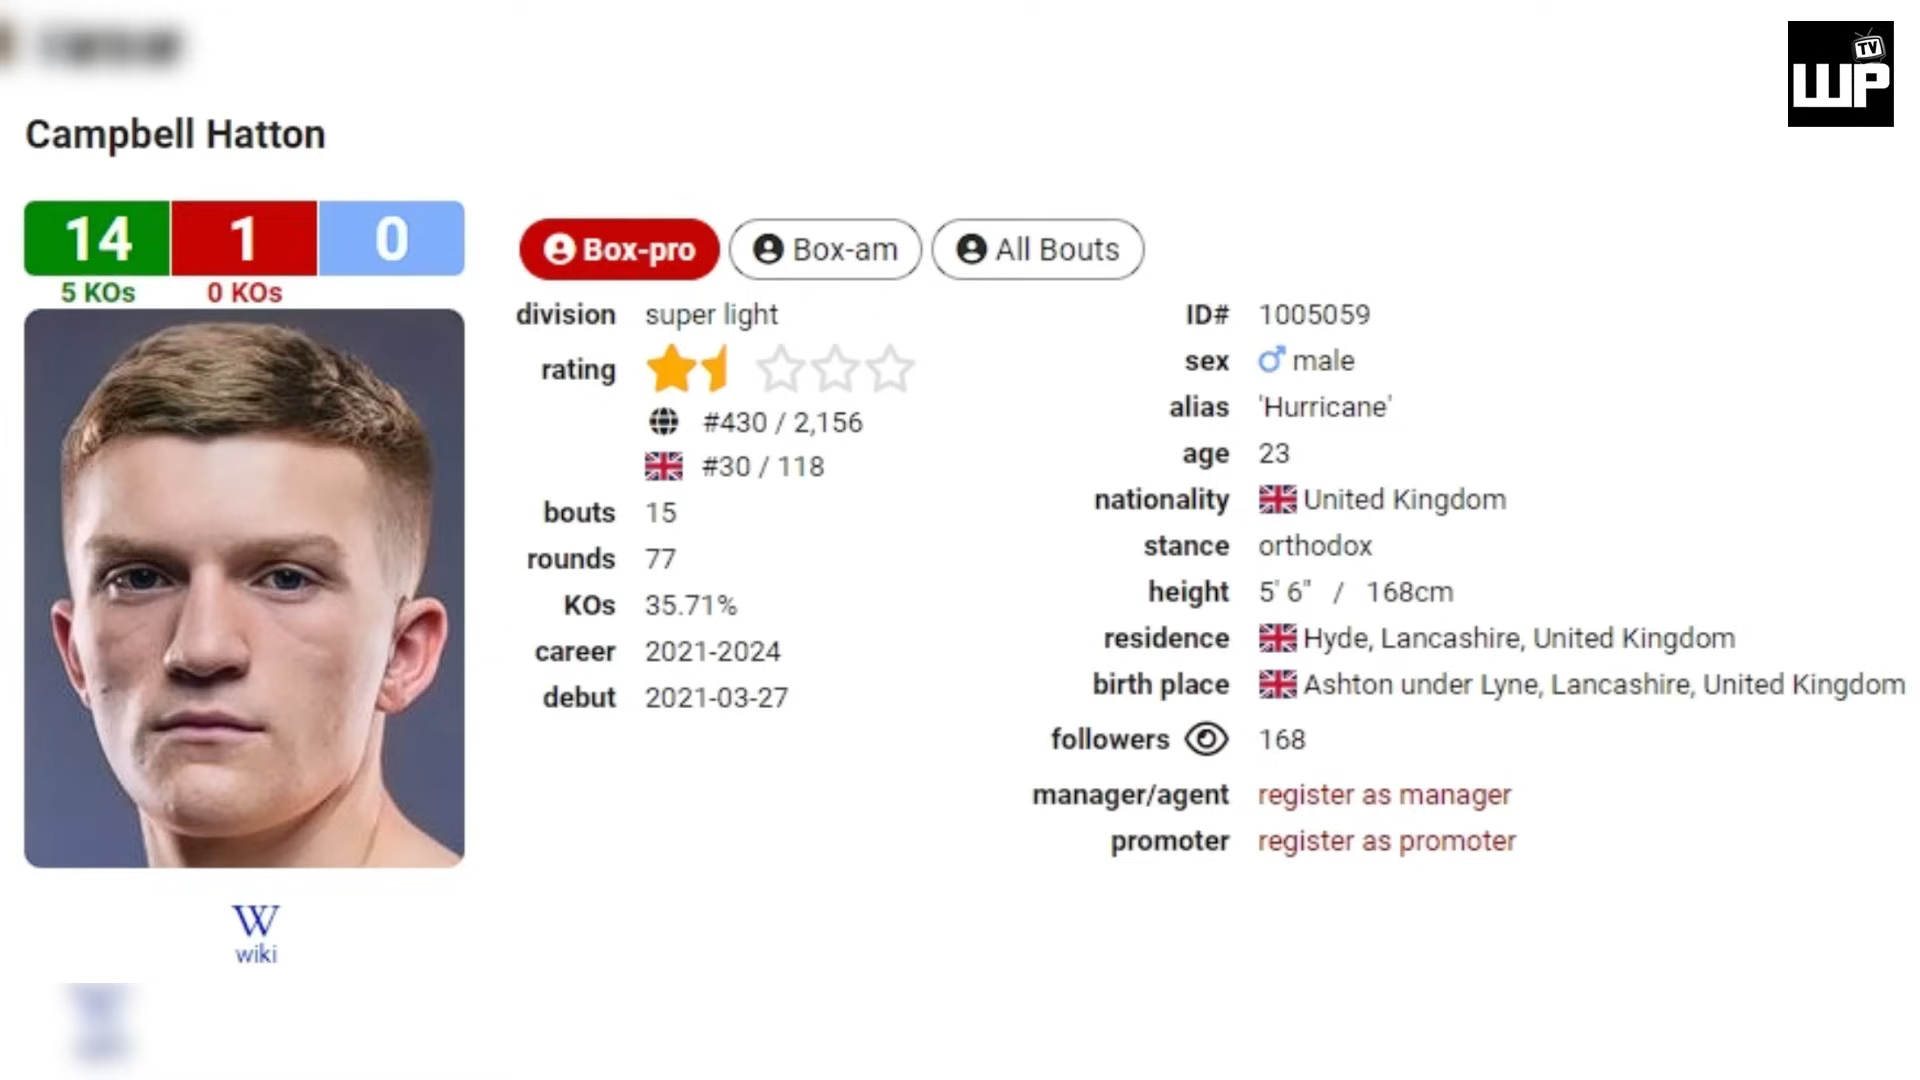 TV
WP
Campbell Hatton
14 1 0
5 KOs 0 KOs
Box-pro Box-am All Bouts
division super light
rating
#430 / 2,156
#30 / 118
bouts 15
rounds 77
KOs 35.71%
career 2021-2024
debut 2021-03-27
ID# 1005059
sex male
alias 'Hurricane'
age 23
nationality United Kingdom
stance orthodox
height 5' 6" / 168cm
residence Hyde, Lancashire, United Kingdom
birth place Ashton under Lyne, Lancashire, United Kingdom
followers 168
manager/agent register as manager
promoter register as promoter
W
wiki